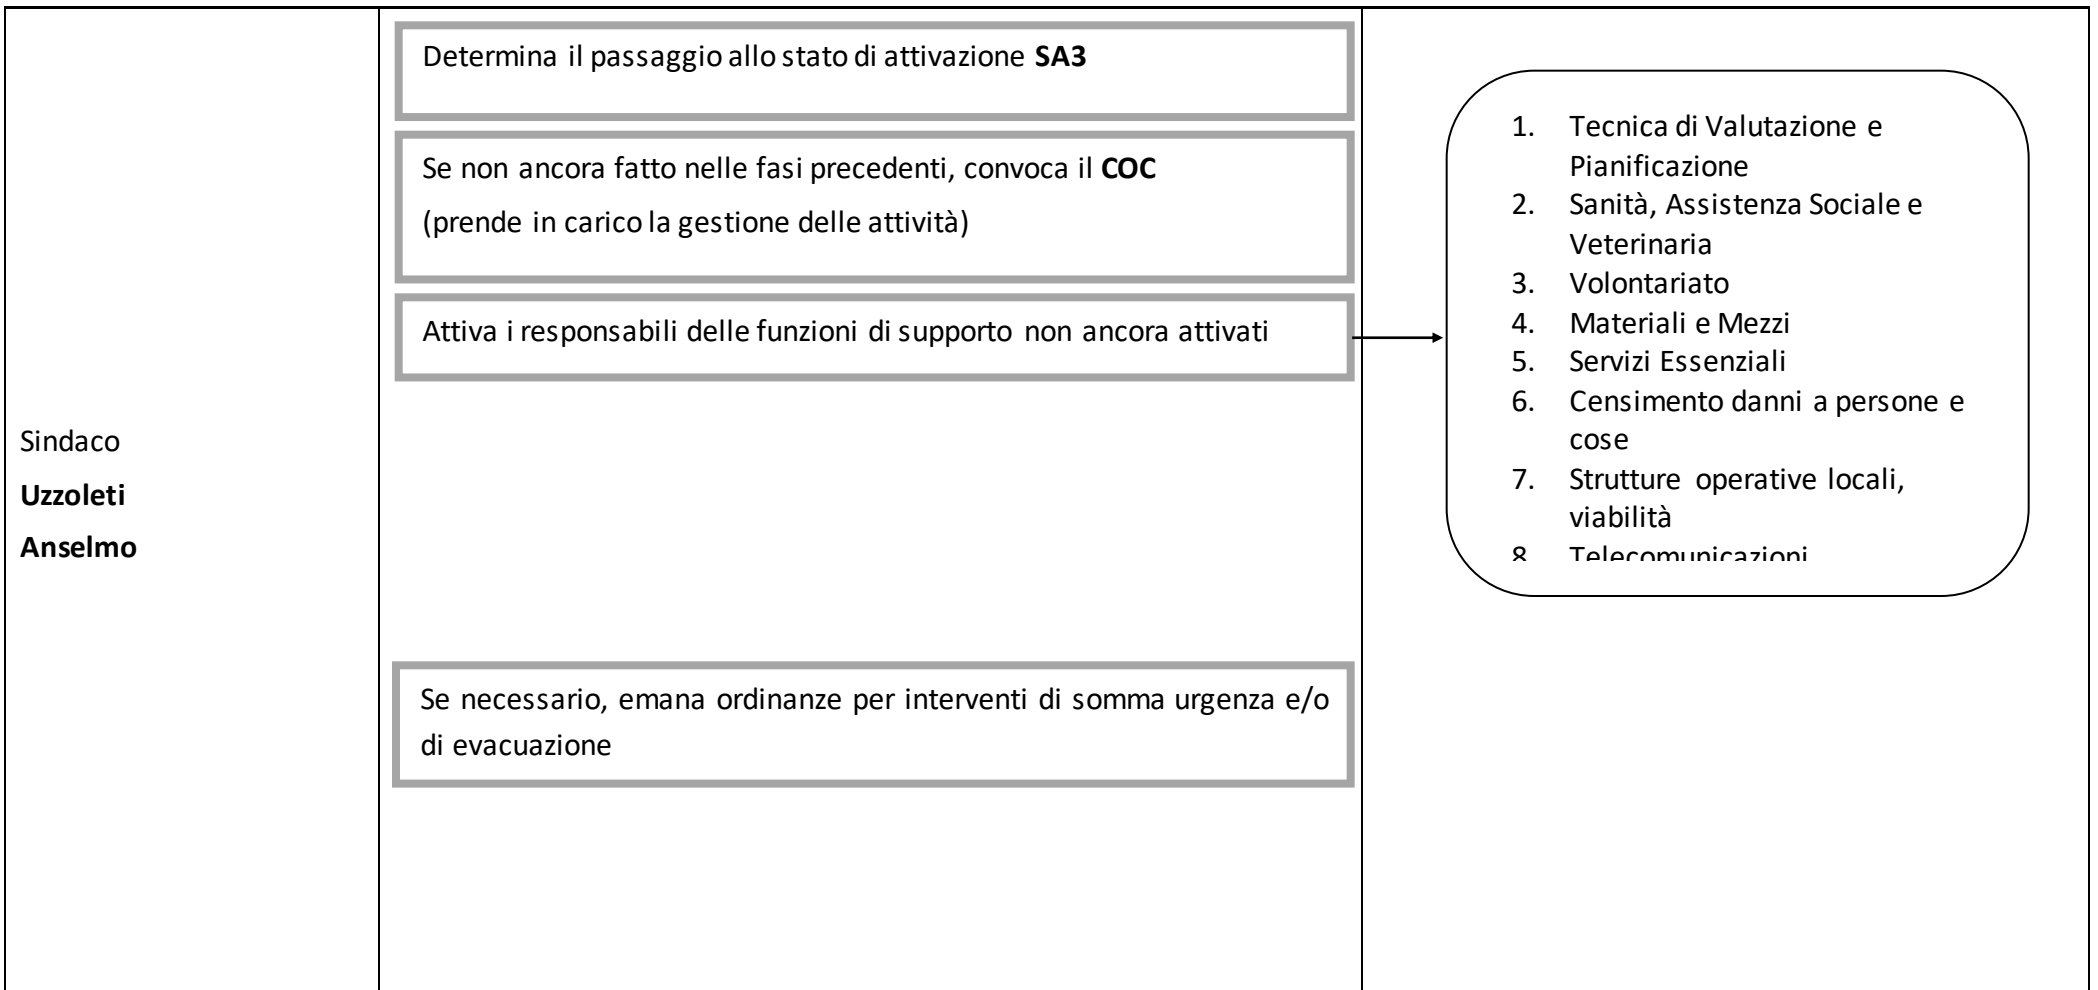 Sindaco
Uzzoleti
Anselmo
Determina il passaggio allo stato di attivazione SA3
Se non ancora fatto nelle fasi precedenti, convoca il COC
(prende in carico la gestione delle attività)
Attiva i responsabili delle funzioni di supporto non ancora attivati
Se necessario, emana ordinanze per interventi di somma urgenza e/o
di evacuazione
1. Tecnica di Valutazione e
Pianificazione
2. Sanità, Assistenza Sociale e
Veterinaria
3. Volontariato
4. Materiali e Mezzi
5. Servizi Essenziali
6. Censimento danni a persone e
cose
7. Strutture operative locali,
viabilità
8. Telecomunicazioni